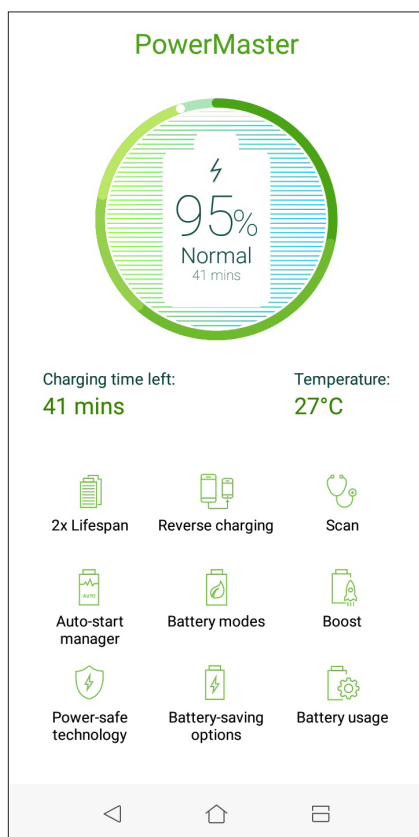 PowerMaster
95%
Normal
41 mins
Charging time left:
Temperature:
41 mins
27°C
2x Lifespan
Reverse charging
Scan
AUTO
Auto-start
manager
Battery modes
Boost
Power-safe
technology
Battery-saving
options
Battery usage